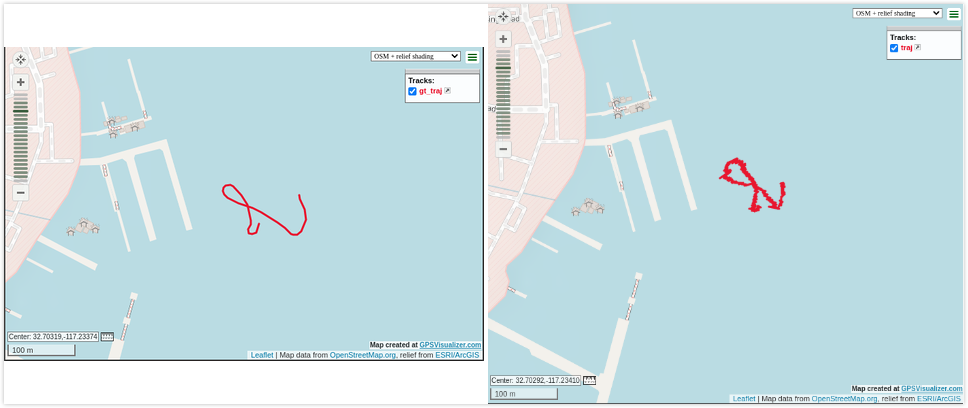 OSM + relief shading
Tracks:
gt_traj
Center: 32.70319,-117.23374
100 m
Map created at GPSVisualizer.com
Leaflet | Map data from OpenStreetMap.org, relief from ESRI/ArcGIS
OSM + relief shading
Tracks:
traj
Center: 32.70292,-117.23410
100 m
Map created at GPSVisualizer.com
Leaflet | Map data from OpenStreetMap.org, relief from ESRI/ArcGIS